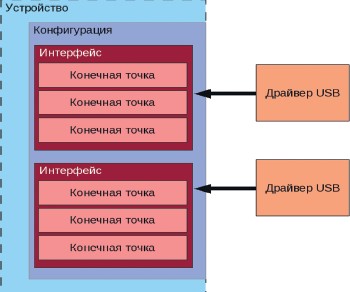 Устройство
Конфигурация
Интерфейс
Конечная точка
Конечная точка
Конечная точка
Драйвер USB
Интерфейс
Конечная точка
Конечная точка
Конечная точка
Драйвер USB